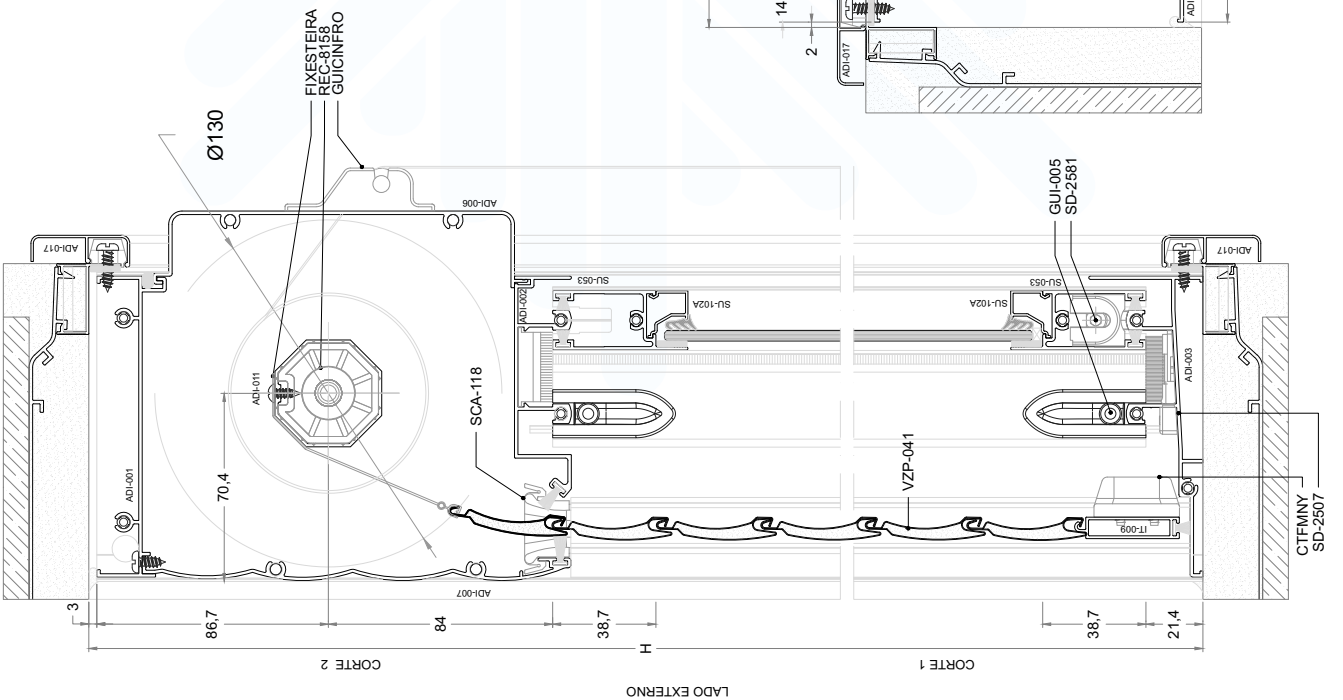 14
2
ADI-017
ADI
FIXESTEIRA
REC-8158
GUICINFRO
Ø130
ADI-006
ADI-017
SU-053
ADI-002
SU-102A
ADI-011
SCA-118
ADI-001
70,4
ADI-007
3
86,7
84
38,7
H
CORTE 2
GUI-005
SD-2581
SU-053
SU-102A
ADI-017
ADI-003
VZP-041
IT-009
CTFMNY
SD-2507
38,7
21,4
CORTE 1
LADO EXTERNO